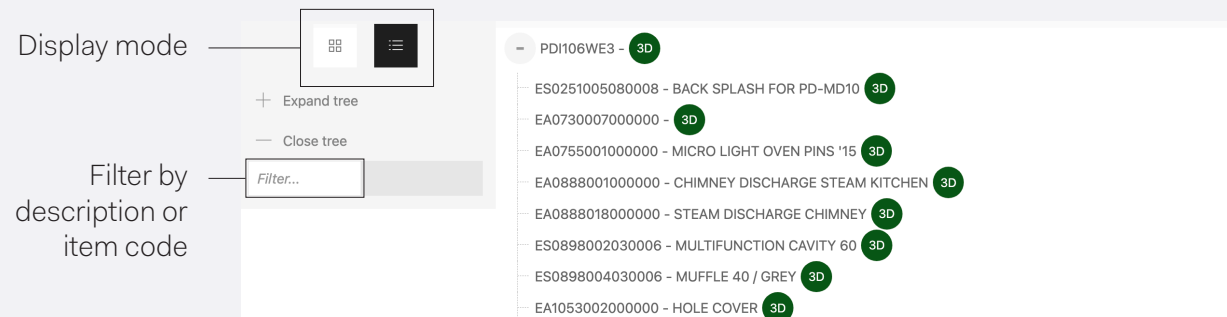 Display mode
Expand tree
Close tree
Filter...
Filter by
description or
item code
PDI106WE3 - 3D
ES0251005080008 - BACK SPLASH FOR PD-MD10 3D
EA0730007000000 - 3D
EA0755001000000 - MICRO LIGHT OVEN PINS '15 3D
EA0888001000000 - CHIMNEY DISCHARGE STEAM KITCHEN 3D
EA0888018000000 - STEAM DISCHARGE CHIMNEY 3D
ES0898002030006 - MULTIFUNCTION CAVITY 60 3D
ES0898004030006 - MUFFLE 40 / GREY 3D
EA1053002000000 - HOLE COVER 3D